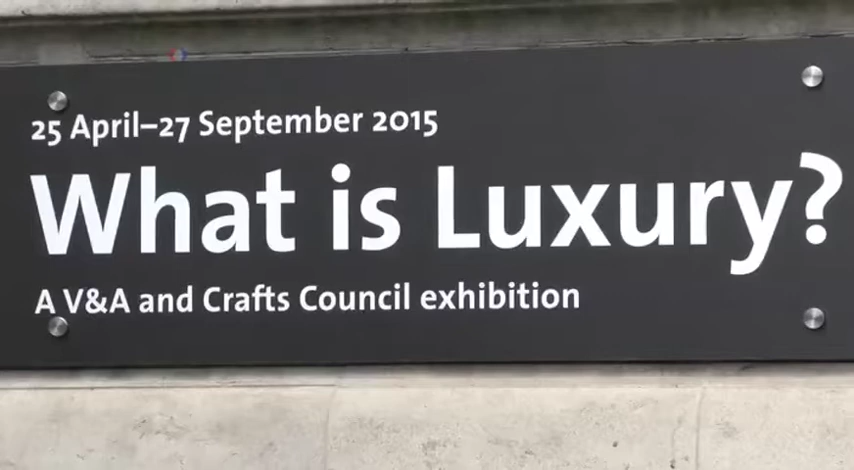 25 April–27 September 2015
What is Luxury?
A V&A and Crafts Council exhibition